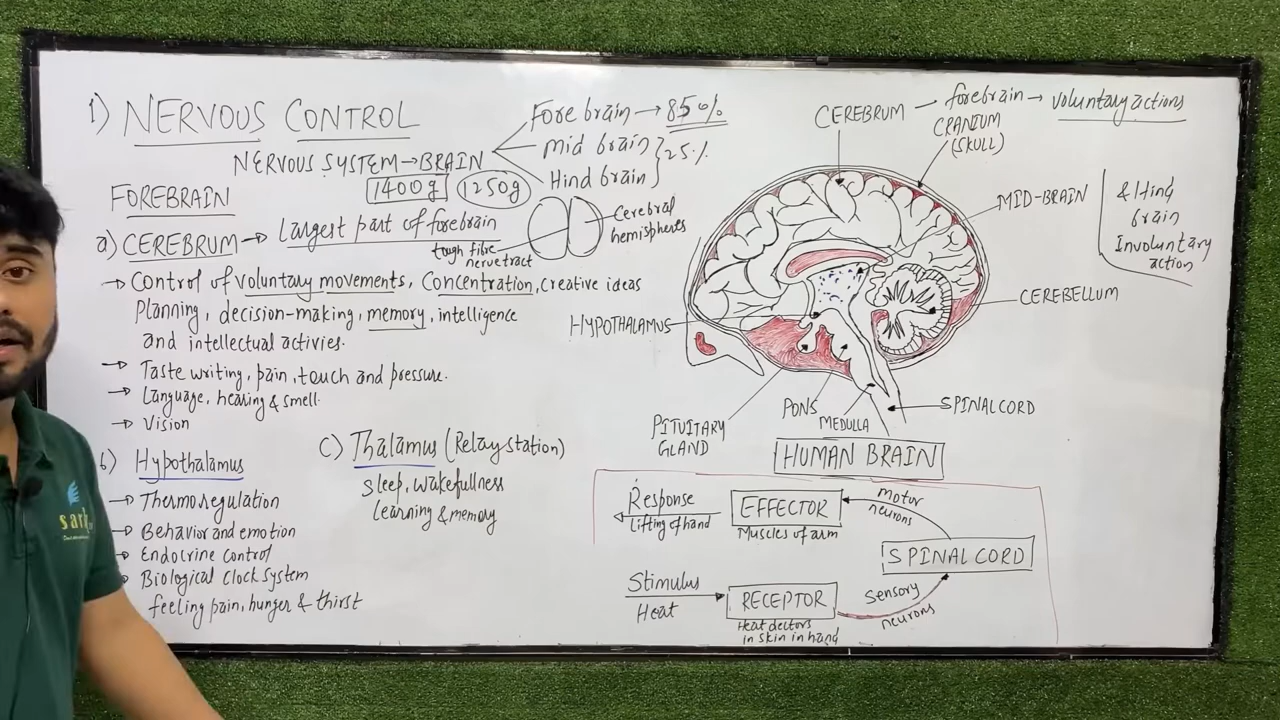 1) NERVOUS CONTROL
NERVOUS SYSTEM → BRAIN
1400g 1250g
Fore brain → 85%
mid brain
Hind brain
25%
FOREBRAIN
a) CEREBRUM → Largest part of forebrain
tough fibre
nerve tract
Cerebral
hemispheres
→ Control of voluntary movements, Concentration, creative ideas
Planning, decision-making, memory, intelligence
and intellectual activies.
→ Taste writing, pain, touch and pressure.
→ Language, hearing & smell.
→ Vision
b) Hypothalamus
→ Thermoregulation
→ Behavior and emotion
→ Endocrine control
→ Biological clock system
feeling pain, hunger & thirst
C) Thalamus (Relay station)
sleep, wakefullness
learning & memory
CEREBRUM → forebrain → voluntary actions
CRANIUM
(SKULL)
MID-BRAIN
& Hind
brain
Involuntary
action
CEREBELLUM
HYPOTHALAMUS
SPINAL CORD
PONS
MEDULLA
PITUITARY
GLAND
HUMAN BRAIN
Response
Lifting of hand
EFFECTOR
Muscles of arm
motor
neurons
SPINAL CORD
Stimulus
Heat
RECEPTOR
Heat dectors
in skin in hand
sensory
neurons